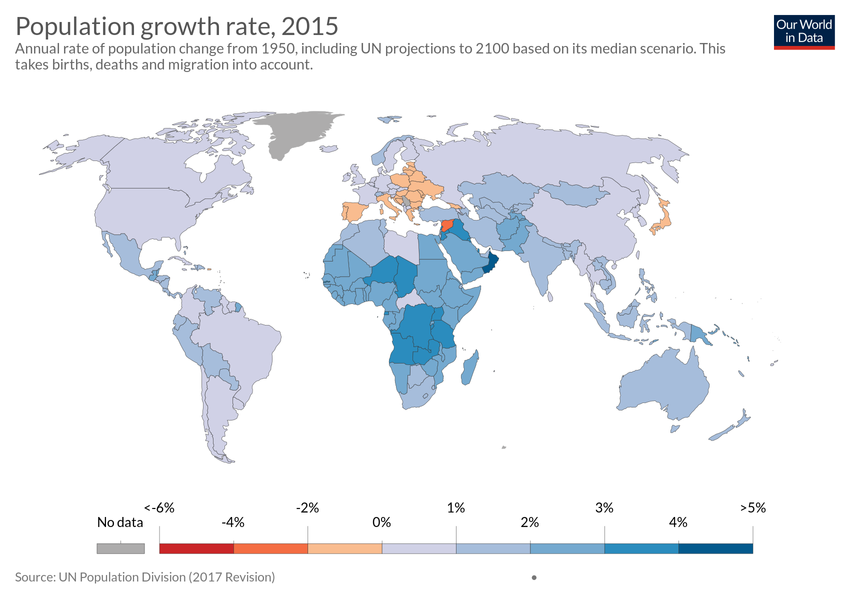 Population growth rate, 2015
Our World
in Data
Annual rate of population change from 1950, including UN projections to 2100 based on its median scenario. This
takes births, deaths and migration into account.
<-6% -2% 1% 3% >5%
No data -4% 0% 2% 4%
Source: UN Population Division (2017 Revision)